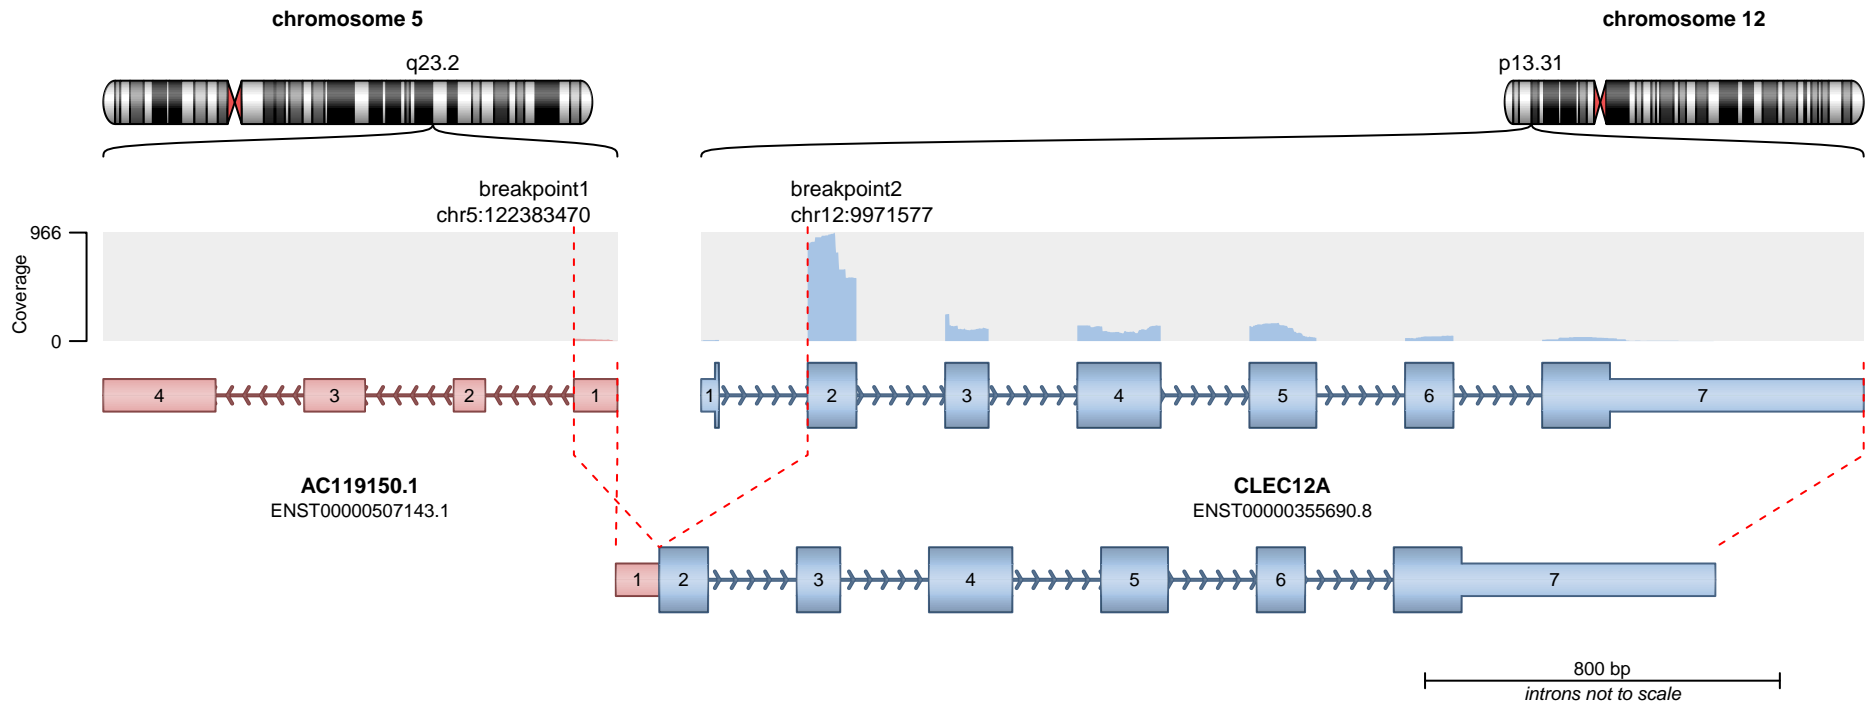 chromosome 5
chromosome 12
q23.2
p13.31
breakpoint1
chr5:122383470
breakpoint2
chr12:9971577
966
Coverage
0
4 3 2 1
1 2 3 4 5 6 7
AC119150.1
ENST00000507143.1
CLEC12A
ENST00000355690.8
1 2 3 4 5 6 7
800 bp
introns not to scale